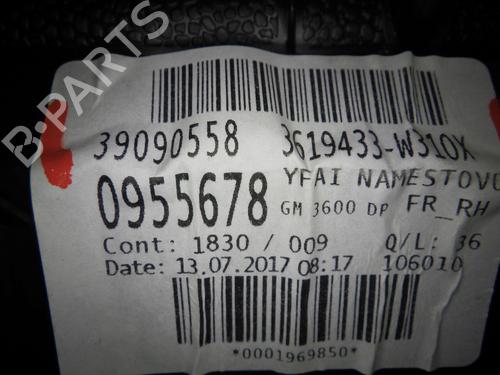 B-PARTS
39090558 3619433-W310X
0955678 YFAI NAMESTOVO
GM 3600 DP FR_RH
Cont: 1830 / 009 Q/L: 36
Date: 13.07.2017 08:17 106010
*0001969850*